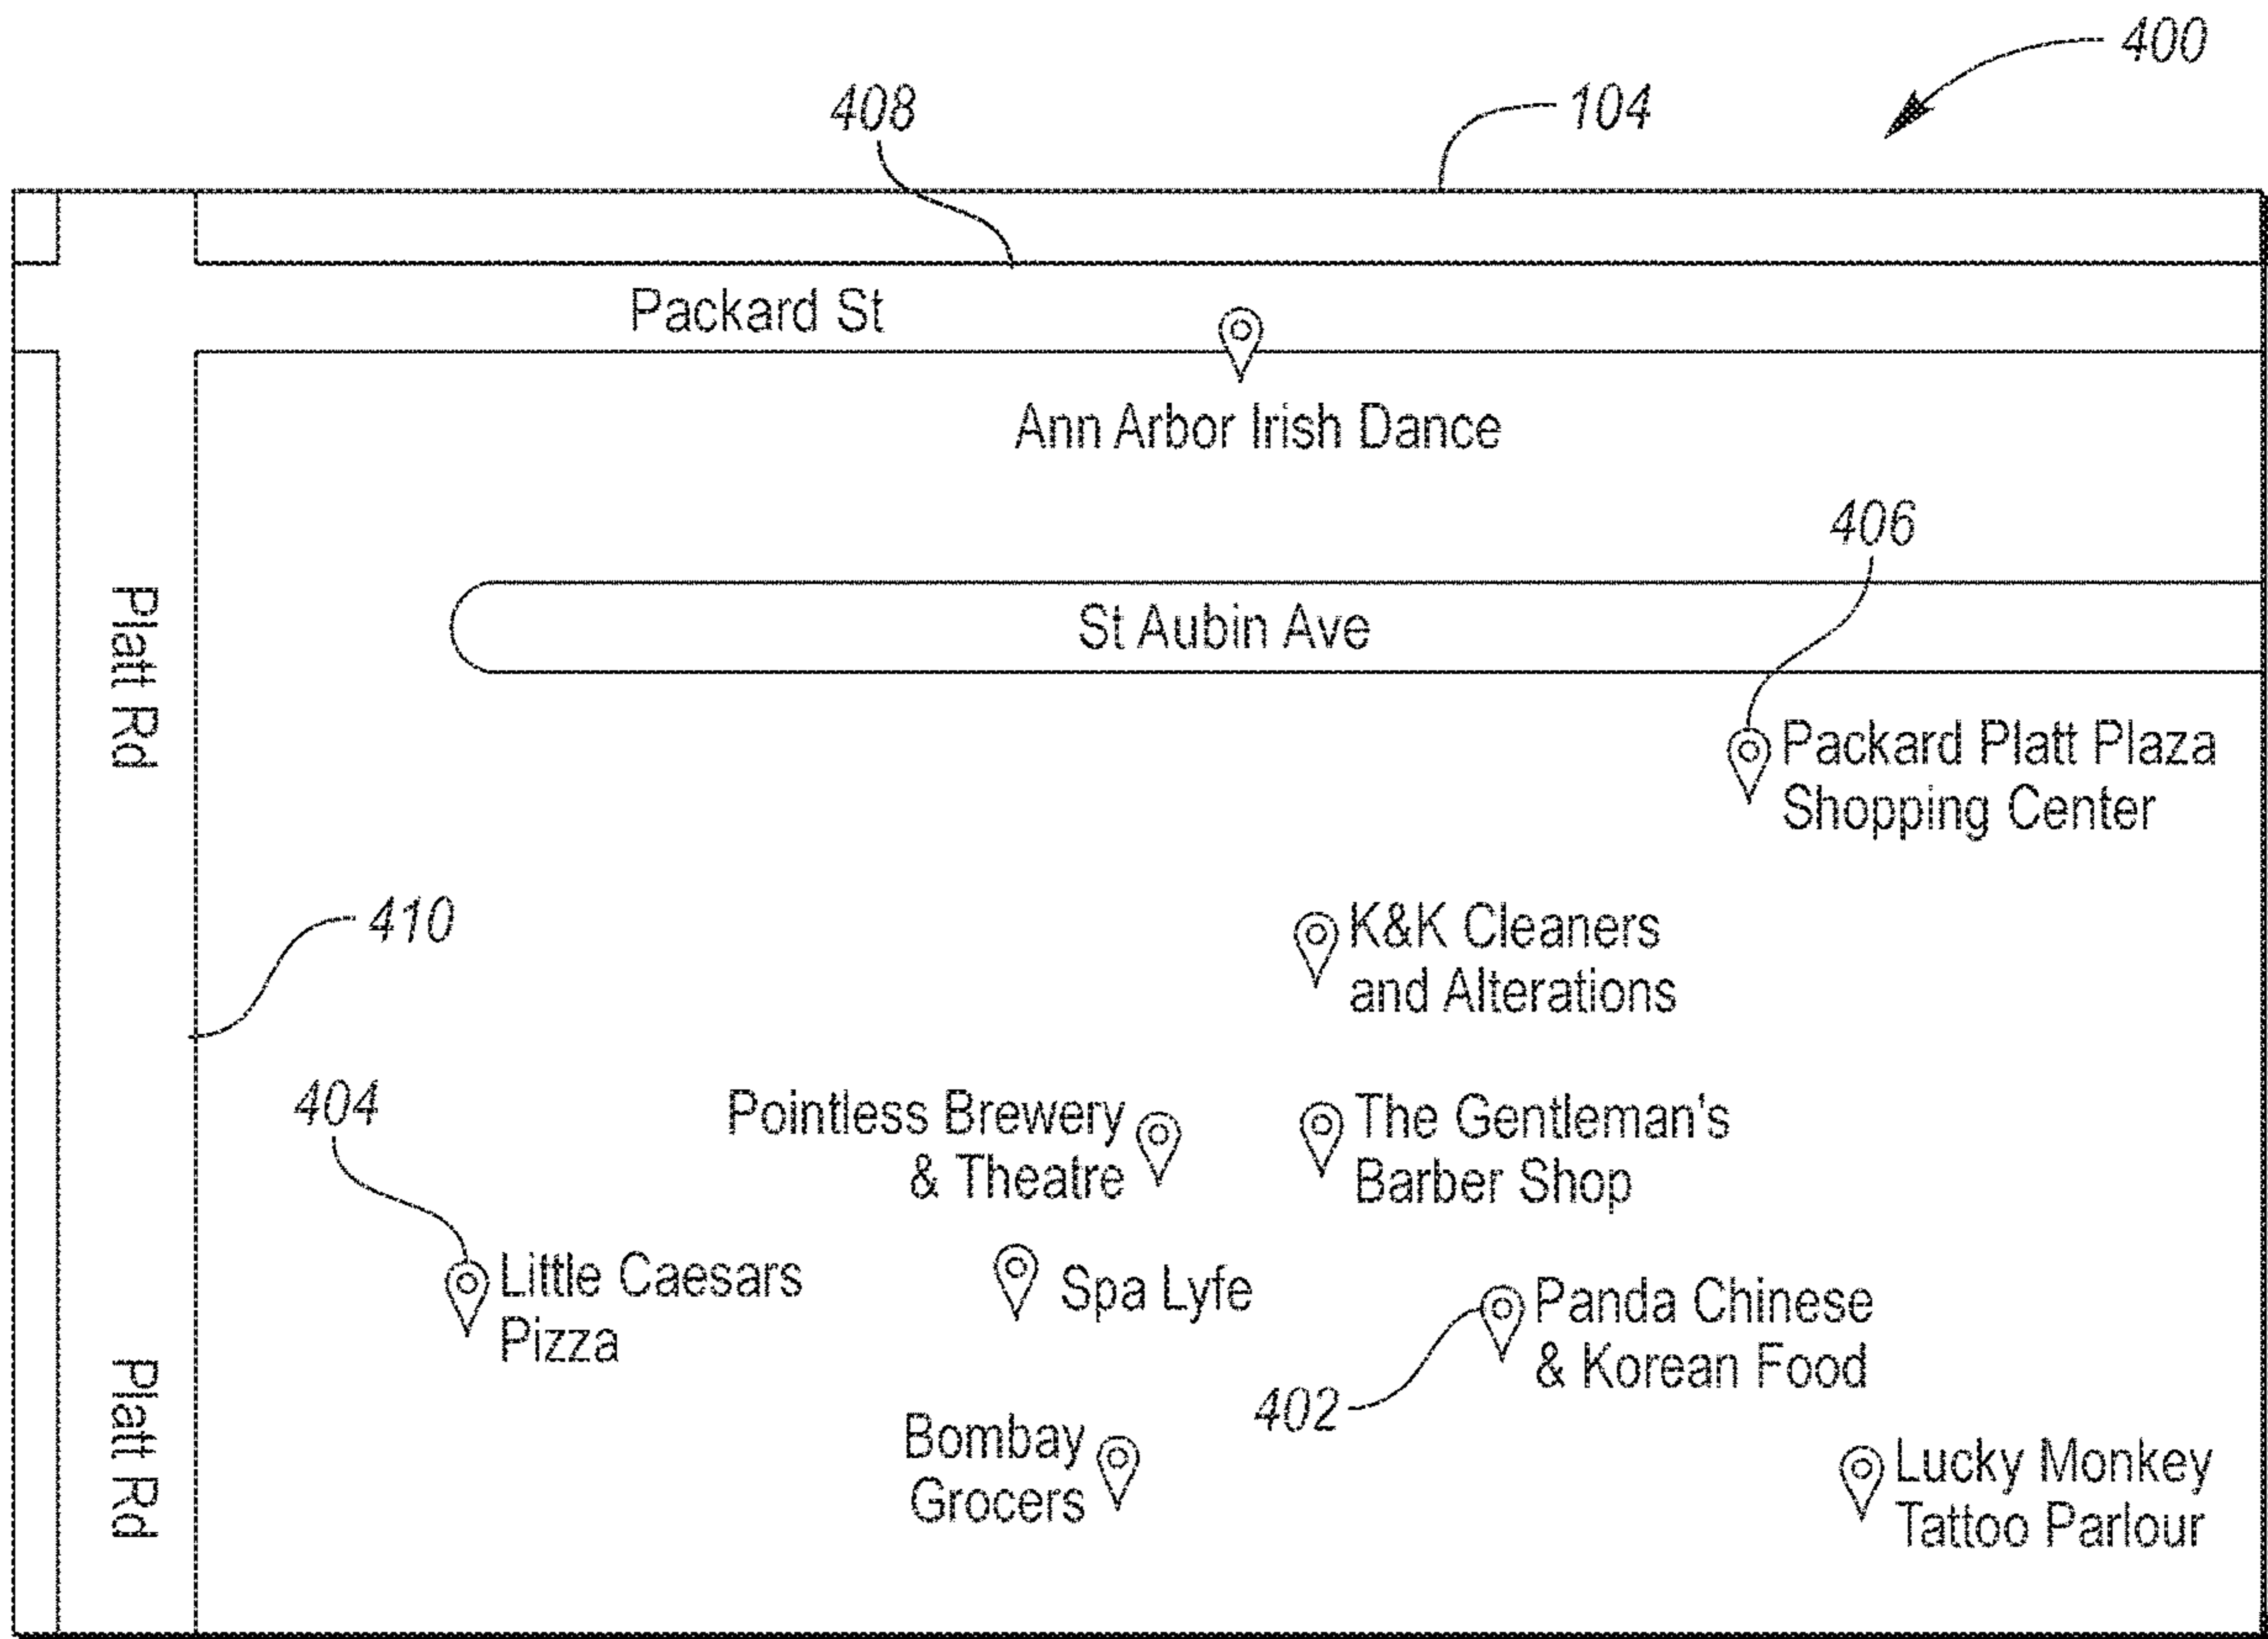 400
104
408
Packard St
Ann Arbor Irish Dance
406
St Aubin Ave
Platt Rd
Packard Platt Plaza
Shopping Center
410
K&K Cleaners
and Alterations
404
Pointless Brewery
& Theatre
The Gentleman's
Barber Shop
Little Caesars
Pizza
Spa Lyfe
Panda Chinese
& Korean Food
402
Platt Rd
Bombay
Grocers
Lucky Monkey
Tattoo Parlour